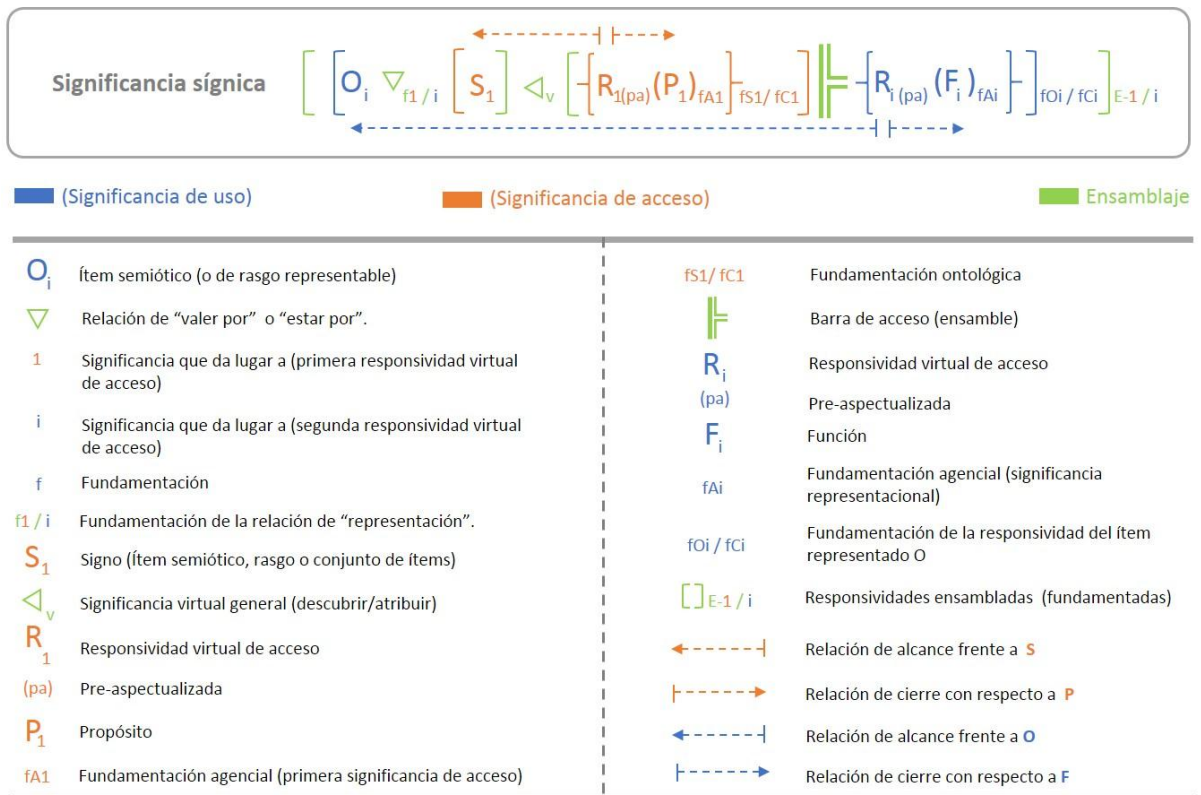 Significancia sígnica [ [ Oᵢ ▽ f1 / i [ S₁ ] ◁ᵥ [ -[ R1(pa) (P₁) fA1 ]- fS1/ fC1 ] ╠ -[ Rᵢ (pa) (Fᵢ) fAi ]- ] fOi / fCi ] E-1 / i
(Significancia de uso) (Significancia de acceso) Ensamblaje
Oᵢ Ítem semiótico (o de rasgo representable)
▽ Relación de “valer por” o “estar por”.
1 Significancia que da lugar a (primera responsividad virtual
de acceso)
i Significancia que da lugar a (segunda responsividad virtual
de acceso)
f Fundamentación
f1 / i Fundamentación de la relación de “representación”.
S₁ Signo (Ítem semiótico, rasgo o conjunto de ítems)
◁ᵥ Significancia virtual general (descubrir/atribuir)
R₁ Responsividad virtual de acceso
(pa) Pre-aspectualizada
P₁ Propósito
fA1 Fundamentación agencial (primera significancia de acceso)
fS1/ fC1 Fundamentación ontológica
╠ Barra de acceso (ensamble)
Rᵢ Responsividad virtual de acceso
(pa) Pre-aspectualizada
Fᵢ Función
fAi Fundamentación agencial (significancia
representacional)
fOi / fCi Fundamentación de la responsividad del ítem
representado O
[ ] E-1 / i Responsividades ensambladas (fundamentadas)
Relación de alcance frente a S
Relación de cierre con respecto a P
Relación de alcance frente a O
Relación de cierre con respecto a F